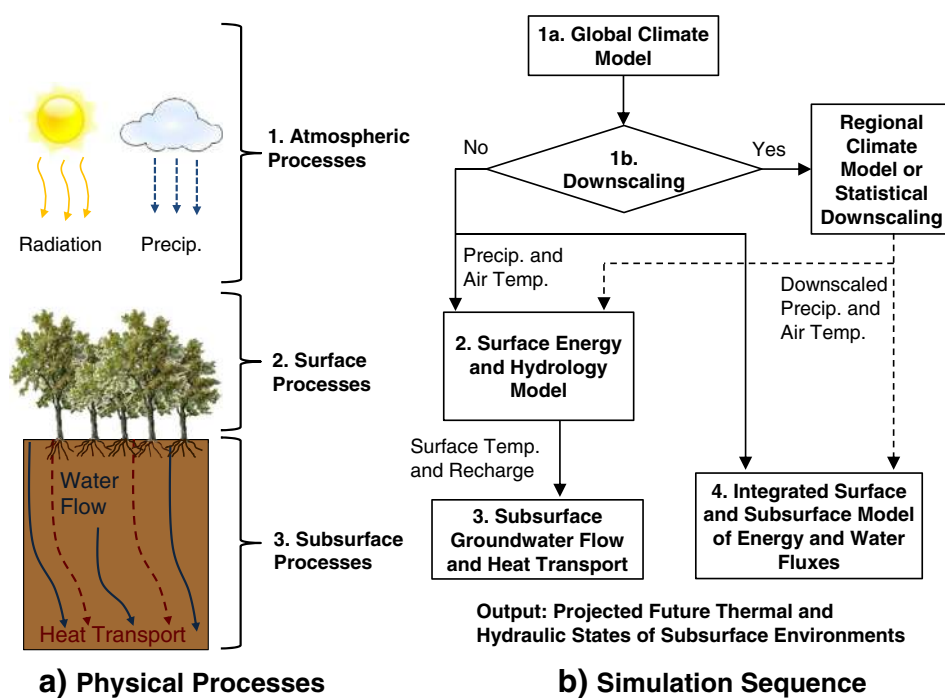 Radiation
Precip.
1. Atmospheric
Processes
2. Surface
Processes
Water
Flow
Heat Transport
3. Subsurface
Processes
a) Physical Processes
1a. Global Climate
Model
No
1b.
Downscaling
Yes
Regional
Climate
Model or
Statistical
Downscaling
Precip. and
Air Temp.
Downscaled
Precip. and
Air Temp.
2. Surface Energy
and Hydrology
Model
Surface Temp.
and Recharge
3. Subsurface
Groundwater Flow
and Heat Transport
4. Integrated Surface
and Subsurface Model
of Energy and Water
Fluxes
Output: Projected Future Thermal and
Hydraulic States of Subsurface Environments
b) Simulation Sequence